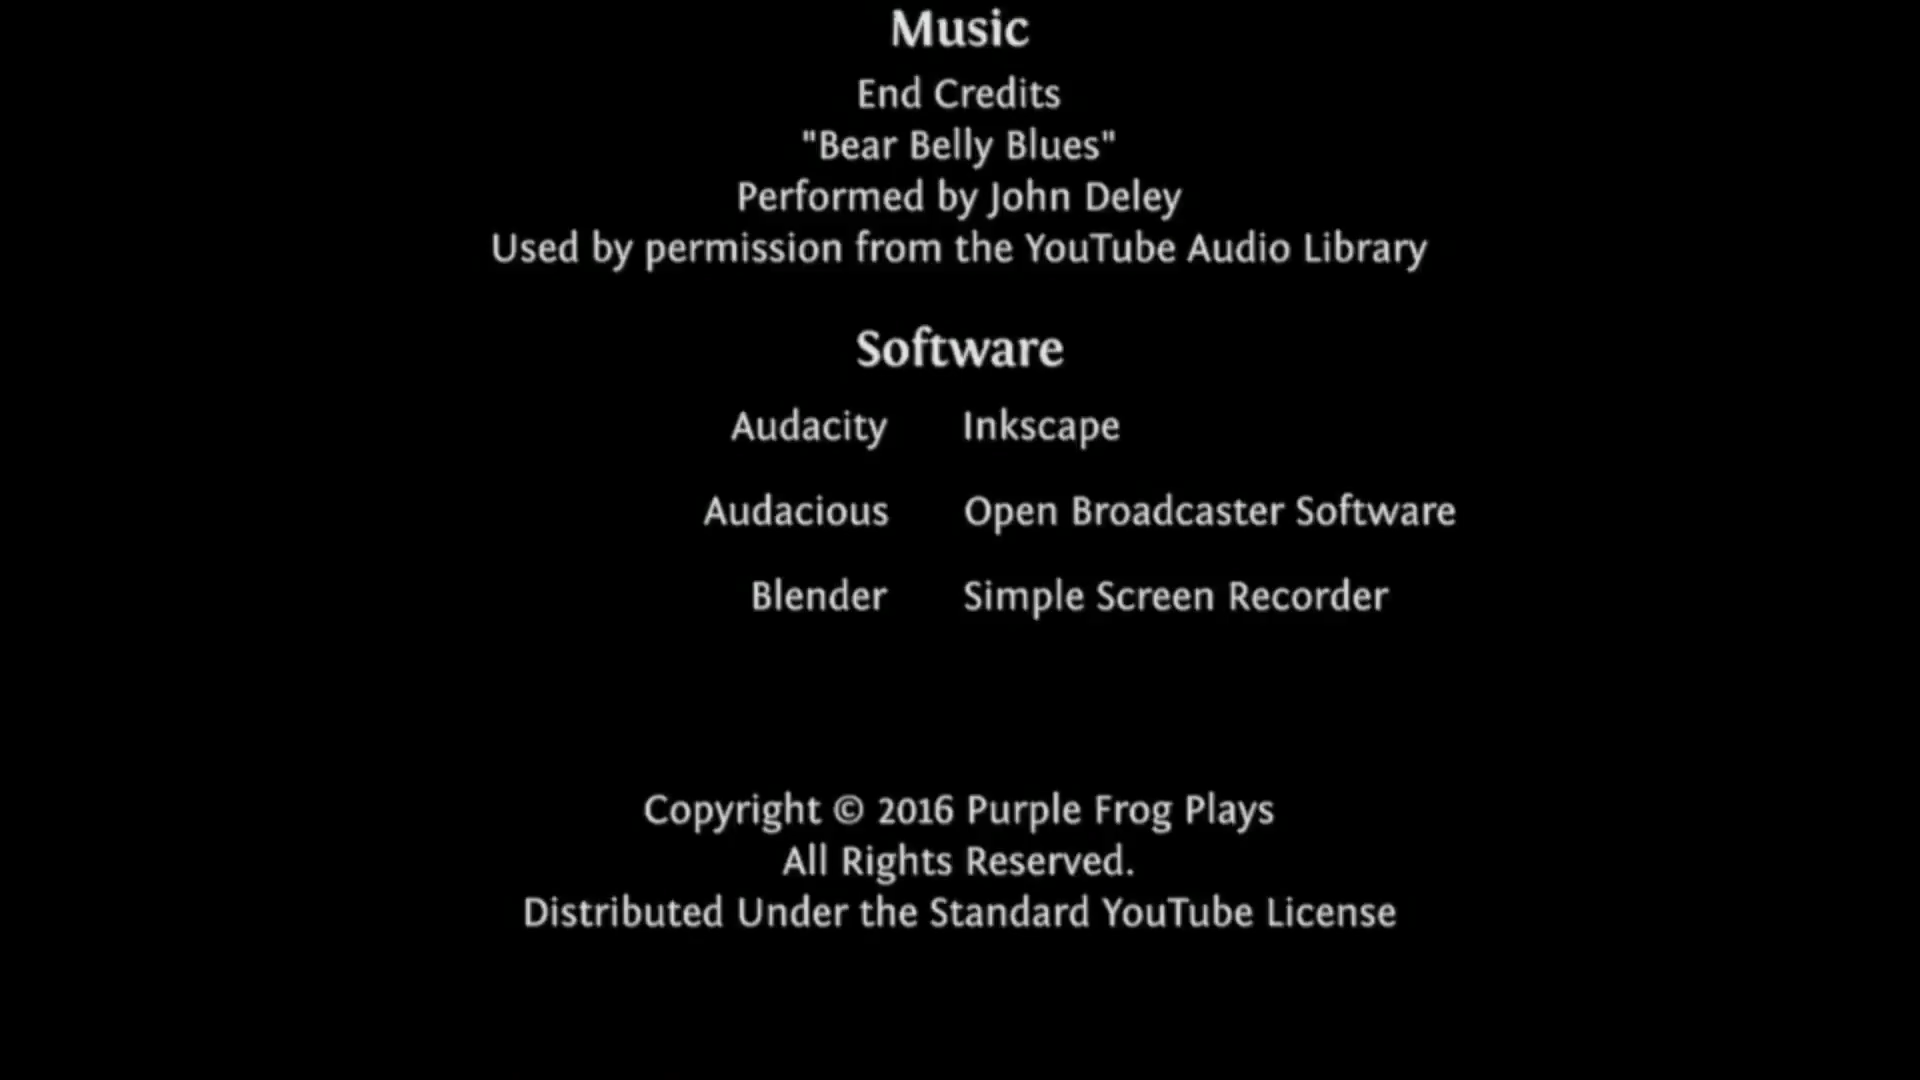 Music
End Credits
"Bear Belly Blues"
Performed by John Deley
Used by permission from the YouTube Audio Library
Software
Audacity Inkscape
Audacious Open Broadcaster Software
Blender Simple Screen Recorder
Copyright © 2016 Purple Frog Plays
All Rights Reserved.
Distributed Under the Standard YouTube License